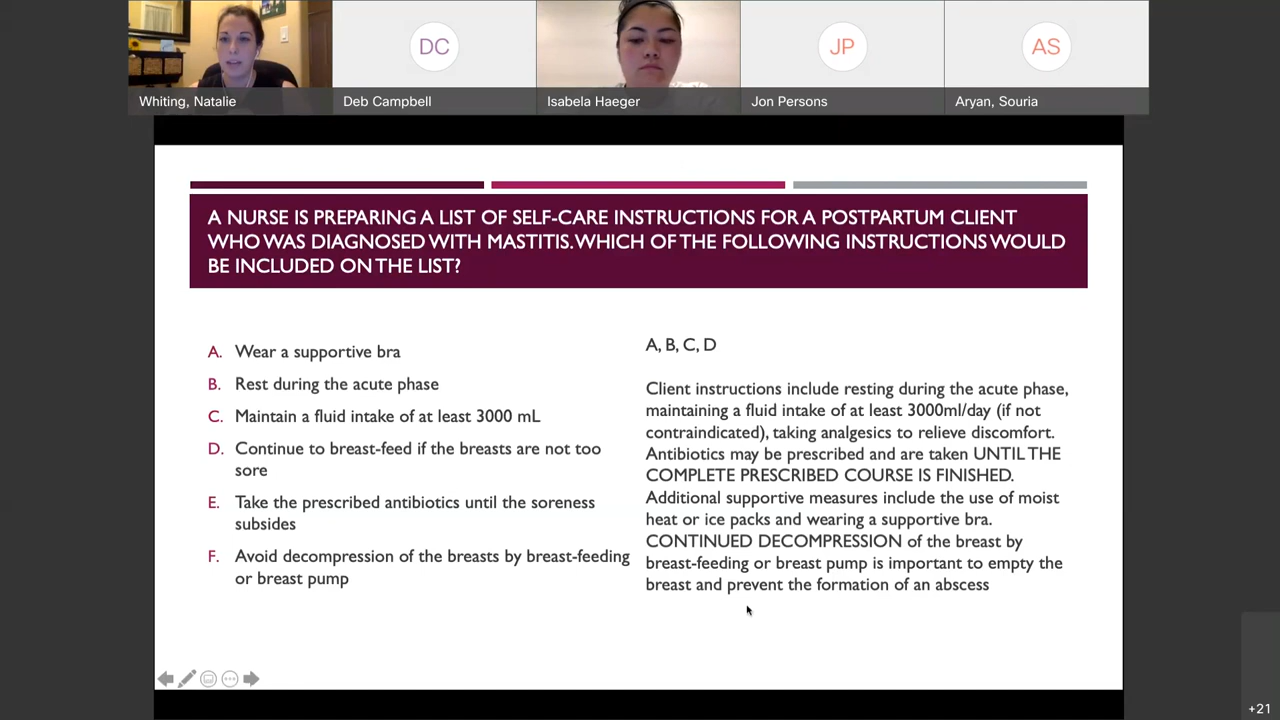 DC
JP
AS
Whiting, Natalie
Deb Campbell
Isabela Haeger
Jon Persons
Aryan, Souria
A NURSE IS PREPARING A LIST OF SELF-CARE INSTRUCTIONS FOR A POSTPARTUM CLIENT
WHO WAS DIAGNOSED WITH MASTITIS. WHICH OF THE FOLLOWING INSTRUCTIONS WOULD
BE INCLUDED ON THE LIST?
A. Wear a supportive bra
B. Rest during the acute phase
C. Maintain a fluid intake of at least 3000 mL
D. Continue to breast-feed if the breasts are not too
sore
E. Take the prescribed antibiotics until the soreness
subsides
F. Avoid decompression of the breasts by breast-feeding
or breast pump
A, B, C, D
Client instructions include resting during the acute phase,
maintaining a fluid intake of at least 3000ml/day (if not
contraindicated), taking analgesics to relieve discomfort.
Antibiotics may be prescribed and are taken UNTIL THE
COMPLETE PRESCRIBED COURSE IS FINISHED.
Additional supportive measures include the use of moist
heat or ice packs and wearing a supportive bra.
CONTINUED DECOMPRESSION of the breast by
breast-feeding or breast pump is important to empty the
breast and prevent the formation of an abscess
+21